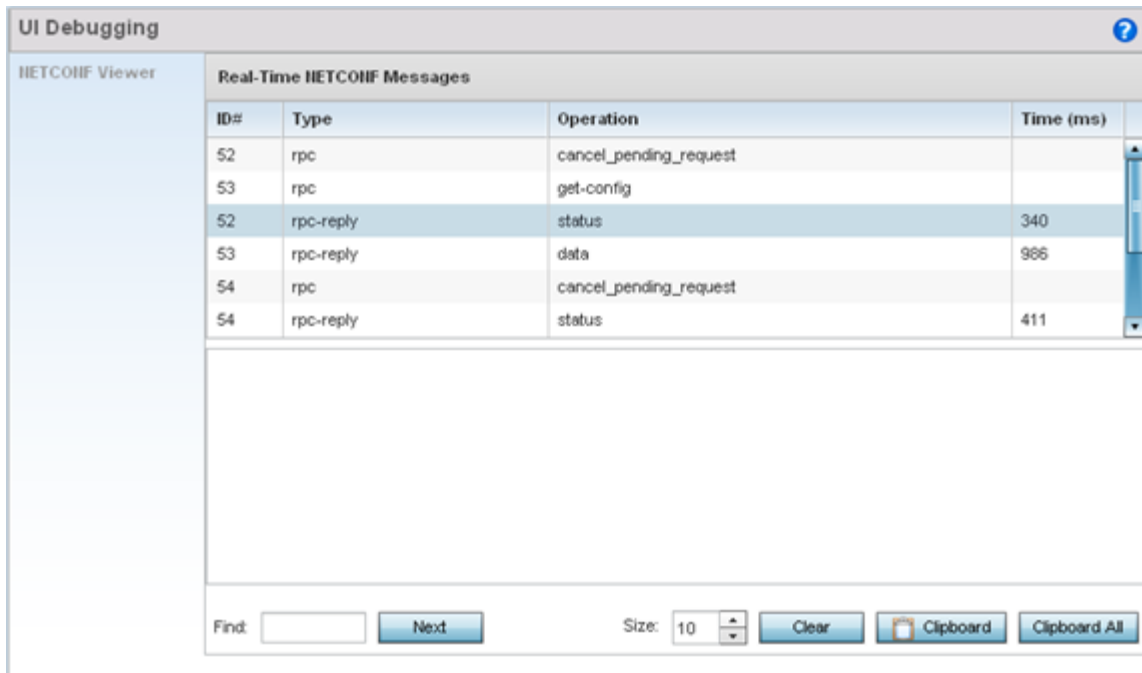 UI Debugging
?
NETCONF Viewer
Real-Time NETCONF Messages
ID# Type Operation Time (ms)
52 rpc cancel_pending_request
53 rpc get-config
52 rpc-reply status 340
53 rpc-reply data 986
54 rpc cancel_pending_request
54 rpc-reply status 411
Find: Next Size: 10 Clear Clipboard Clipboard All